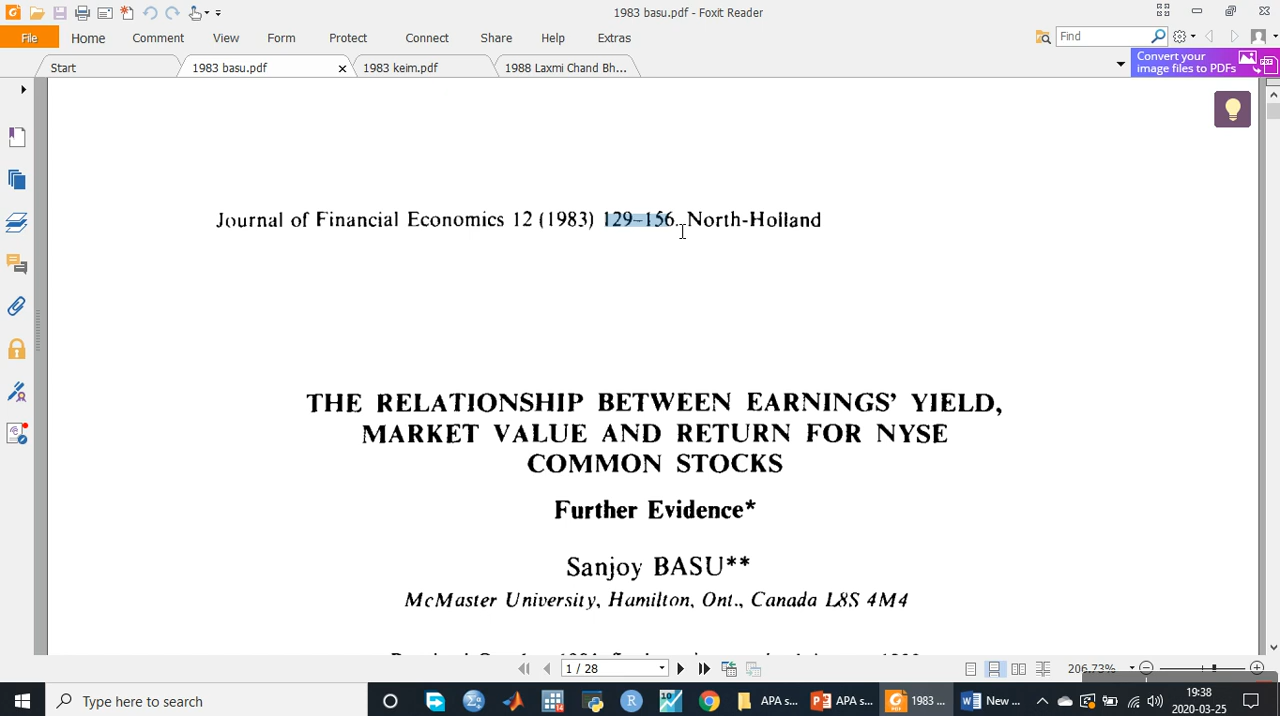 1983 basu.pdf - Foxit Reader
File Home Comment View Form Protect Connect Share Help Extras
Find
Start 1983 basu.pdf 1983 keim.pdf 1988 Laxmi Chand Bh...
Convert your
image files to PDFs
Journal of Financial Economics 12 (1983) 129–156. North-Holland
THE RELATIONSHIP BETWEEN EARNINGS' YIELD,
MARKET VALUE AND RETURN FOR NYSE
COMMON STOCKS
Further Evidence*
Sanjoy BASU**
McMaster University, Hamilton, Ont., Canada L8S 4M4
1 / 28
206.73%
Type here to search
APA s...
APA s...
1983 ...
New ...
19:38
2020-03-25